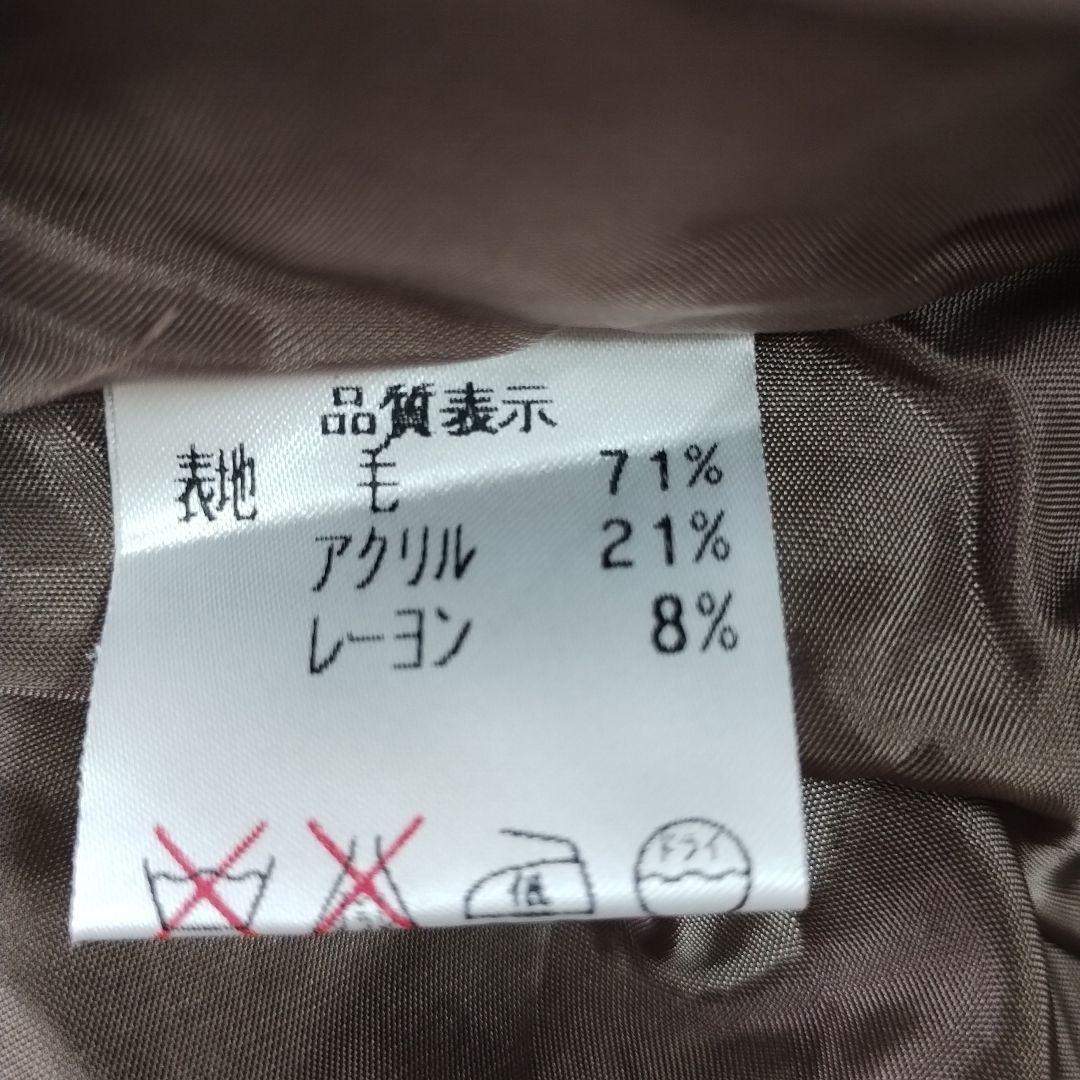 品質表示
表地 毛 71%
アクリル 21%
レーヨン 8%
低 ドライ